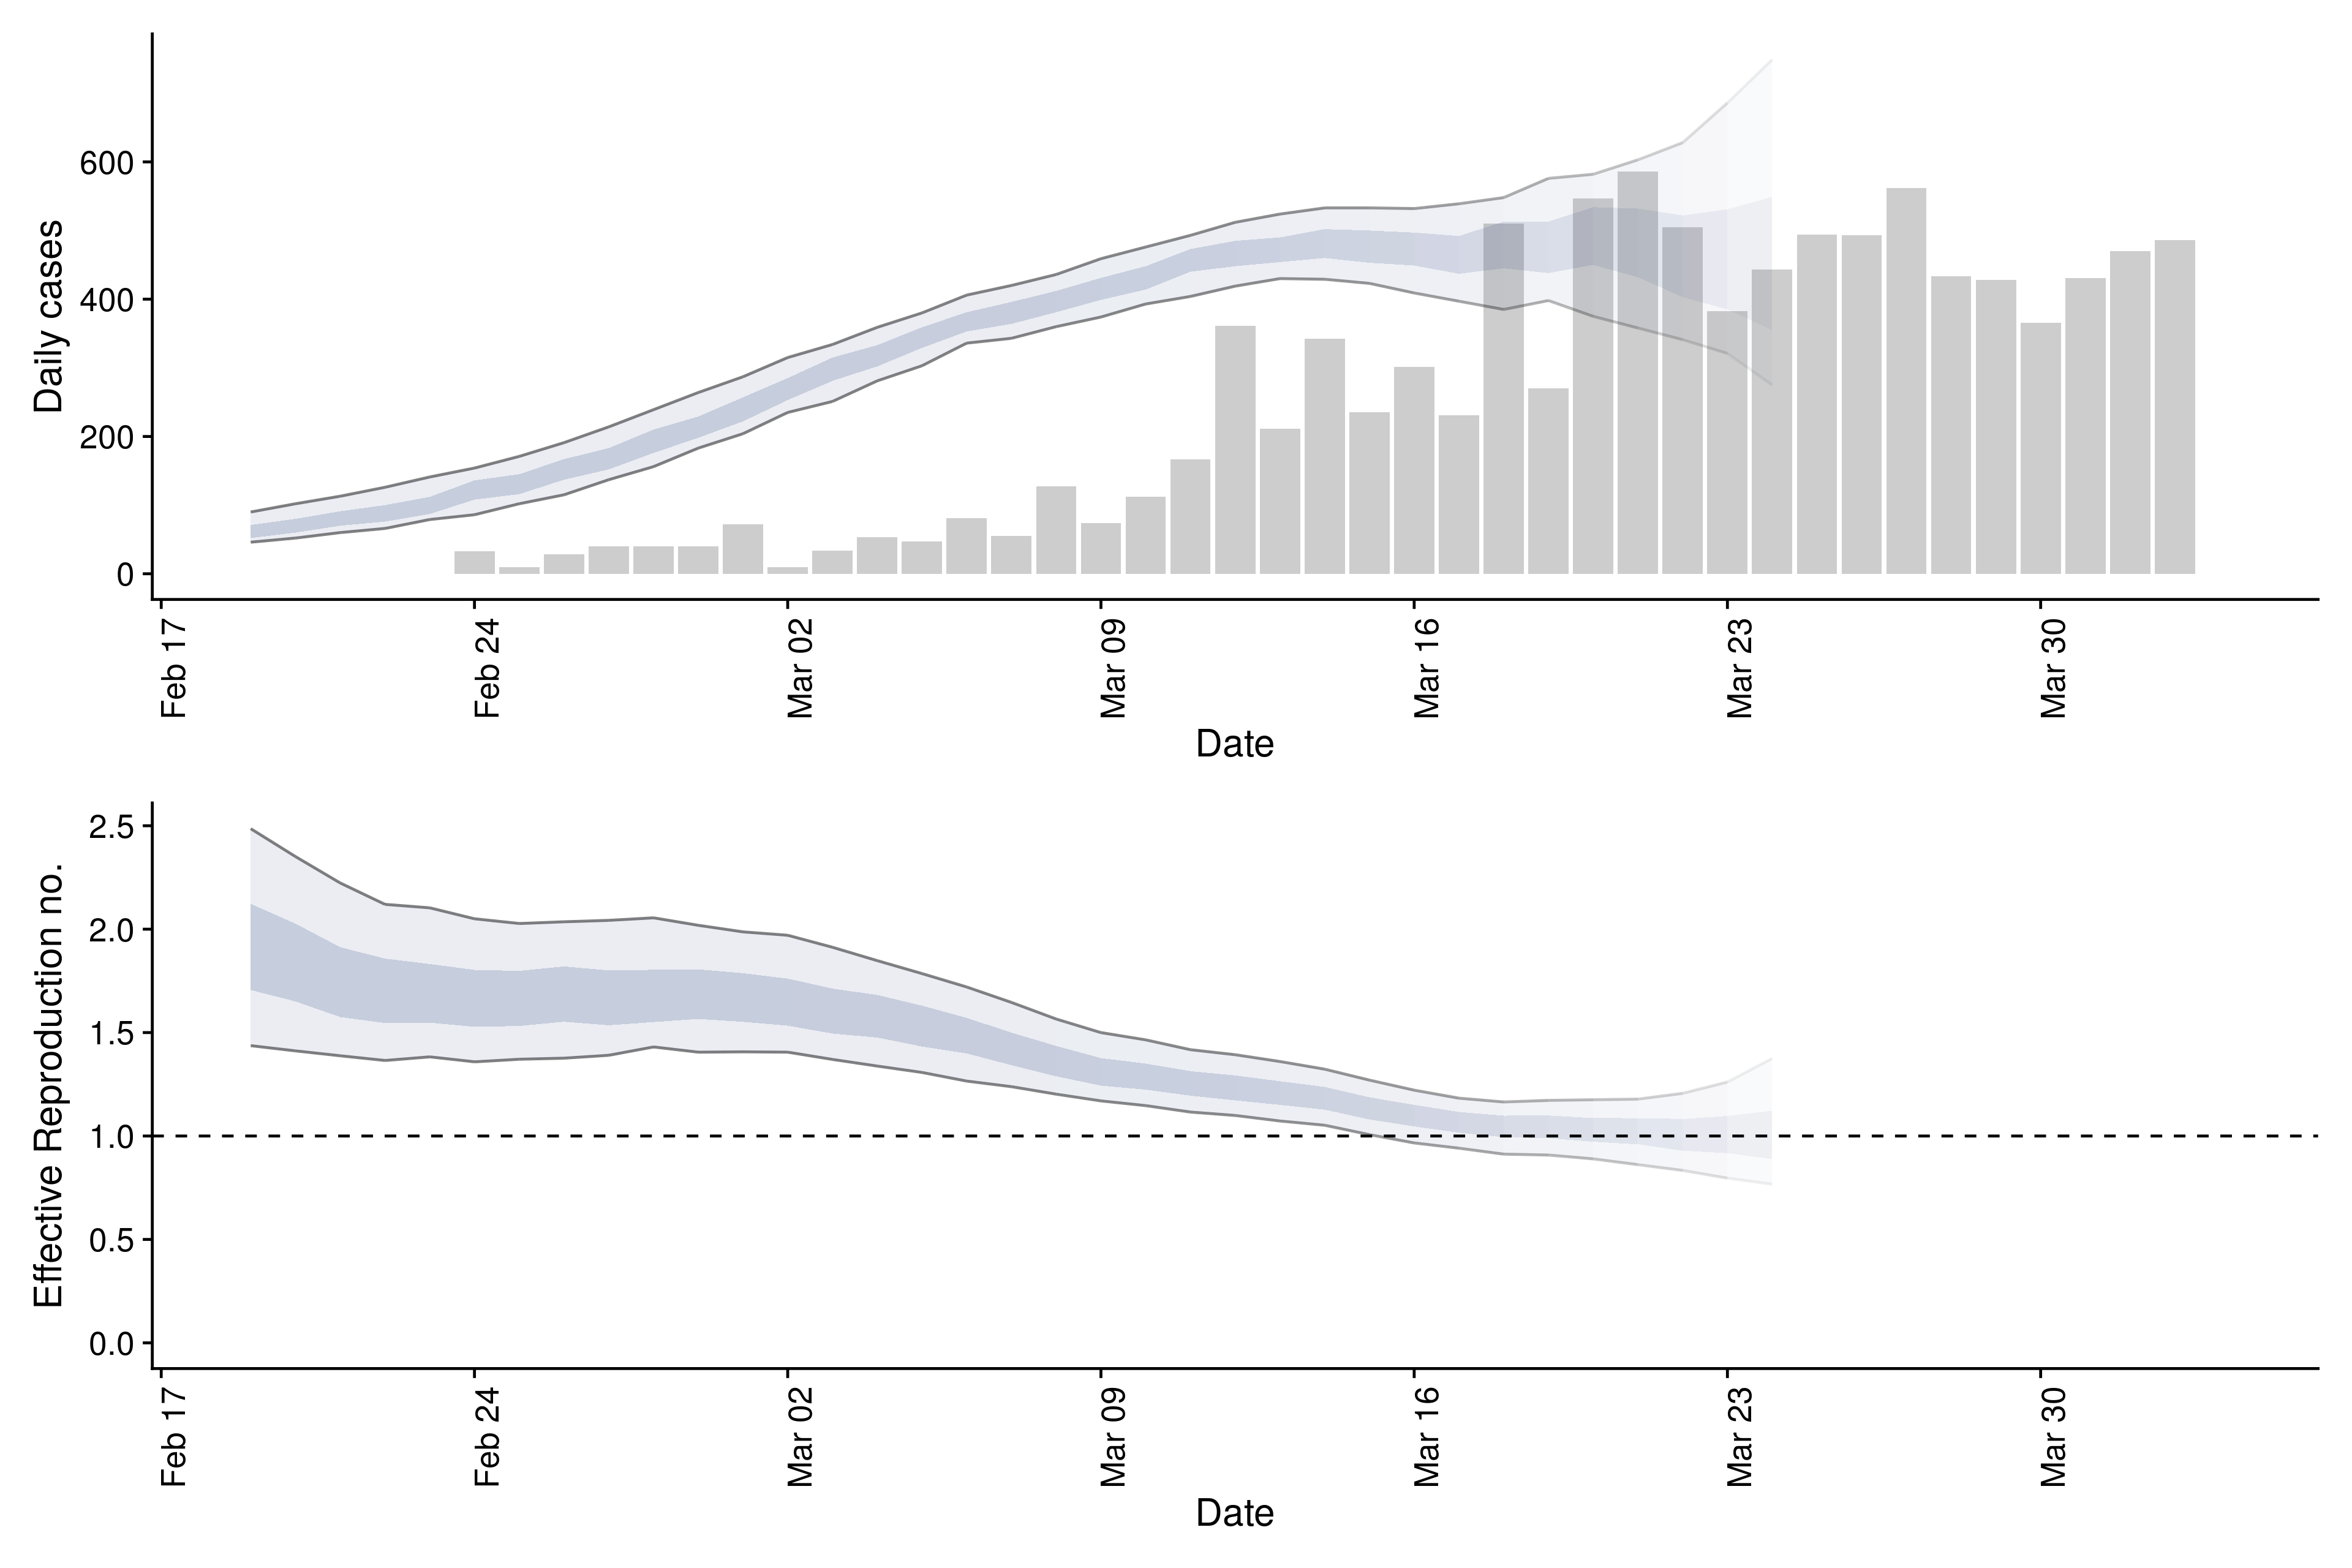 Daily cases
600
400
200
0
Feb 17
Feb 24
Mar 02
Mar 09
Mar 16
Mar 23
Mar 30
Date
Effective Reproduction no.
2.5
2.0
1.5
1.0
0.5
0.0
Feb 17
Feb 24
Mar 02
Mar 09
Mar 16
Mar 23
Mar 30
Date